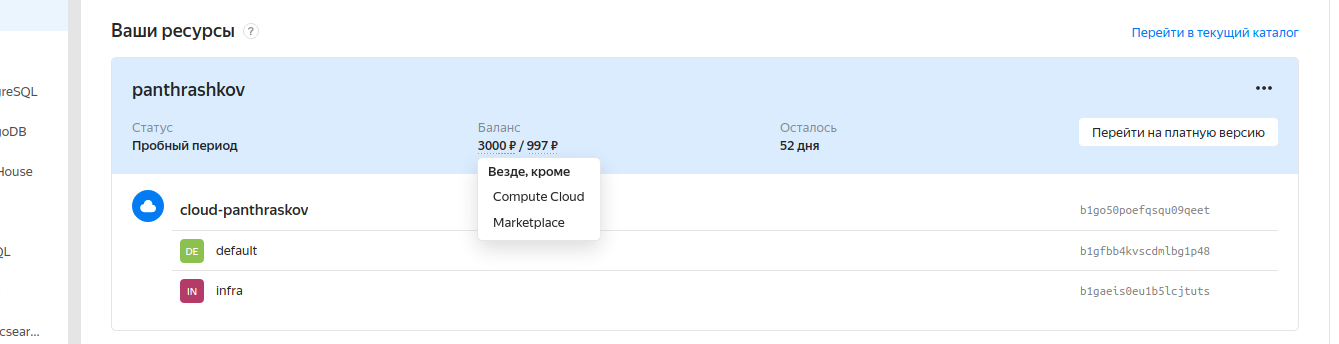 Ваши ресурсы ?
Перейти в текущий каталог
panthrashkov
Статус
Пробный период
Баланс
3000 ₽ / 997 ₽
Осталось
52 дня
Перейти на платную версию
Везде, кроме
Compute Cloud
Marketplace
cloud-panthraskov
b1go50poefqsqu09qeet
DE default
b1gfbb4kvscdmlbg1p48
IN infra
b1gaeis0eu1b5lcjtuts
reSQL
oDB
House
QL
csear...